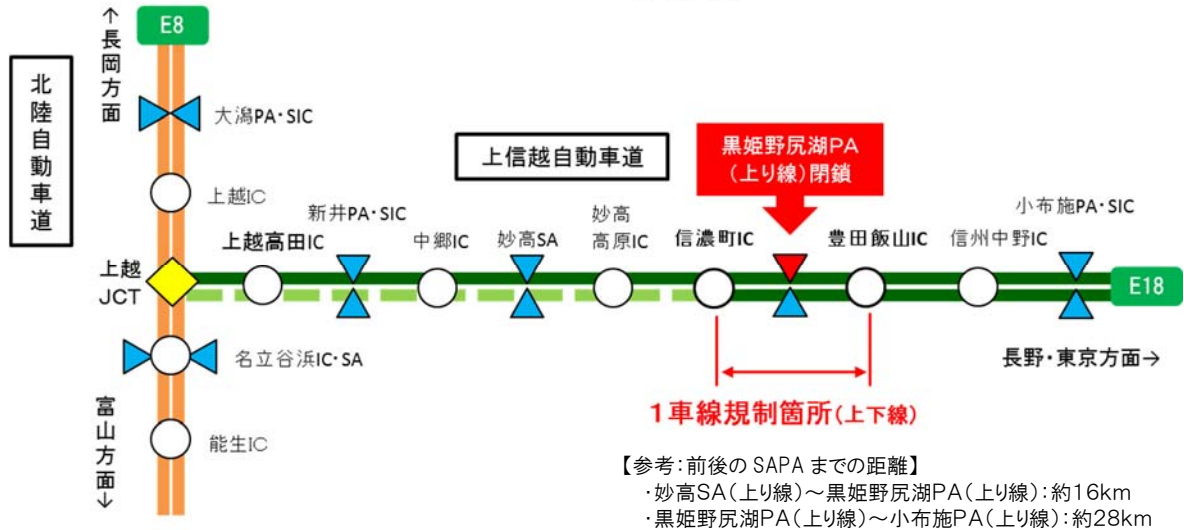 E8
↑長岡方面
北陸自動車道
大潟PA・SIC
上信越自動車道
黒姫野尻湖PA
(上り線)閉鎖
上越IC
新井PA・SIC
妙高
高原IC
小布施PA・SIC
上越高田IC
中郷IC
妙高SA
信濃町IC
豊田飯山IC
信州中野IC
上越
JCT
E18
名立谷浜IC・SA
長野・東京方面→
富山方面↓
1車線規制箇所(上下線)
能生IC
【参考:前後の SAPA までの距離】
・妙高SA(上り線)~黒姫野尻湖PA(上り線):約16km
・黒姫野尻湖PA(上り線)~小布施PA(上り線):約28km